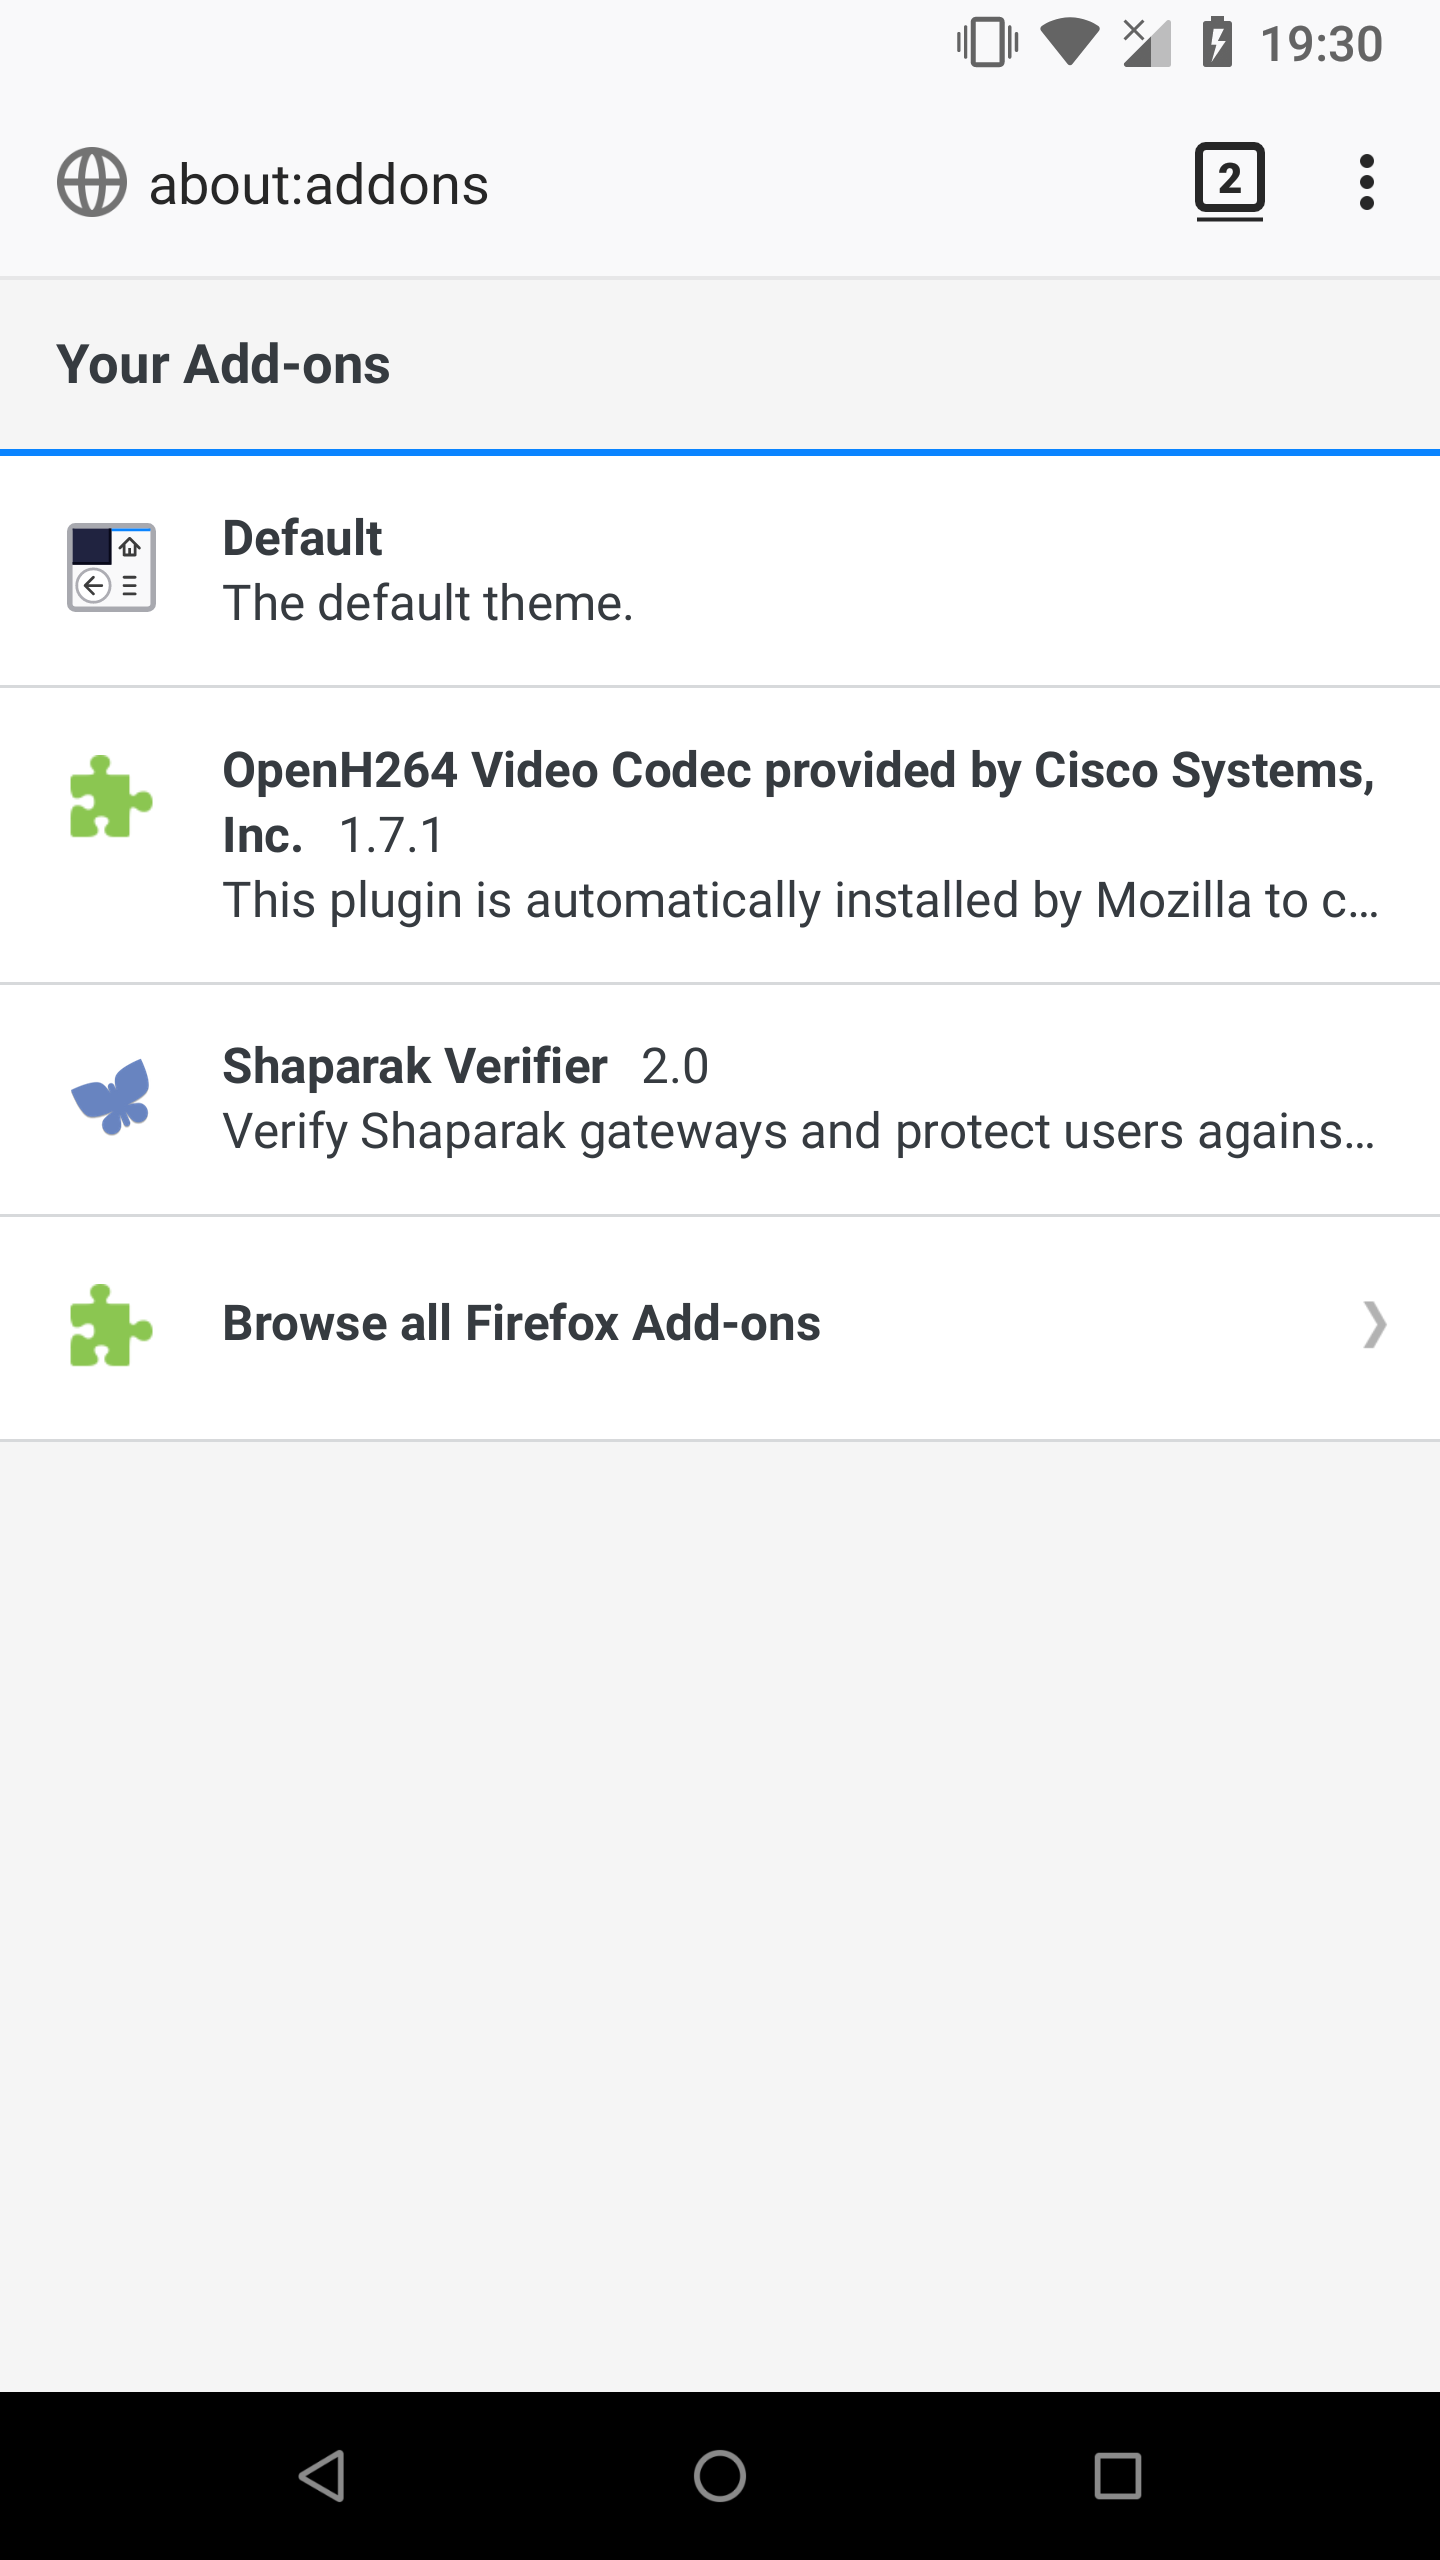 19:30
about:addons
2
Your Add-ons
Default
The default theme.
OpenH264 Video Codec provided by Cisco Systems,
Inc. 1.7.1
This plugin is automatically installed by Mozilla to c...
Shaparak Verifier 2.0
Verify Shaparak gateways and protect users agains...
Browse all Firefox Add-ons